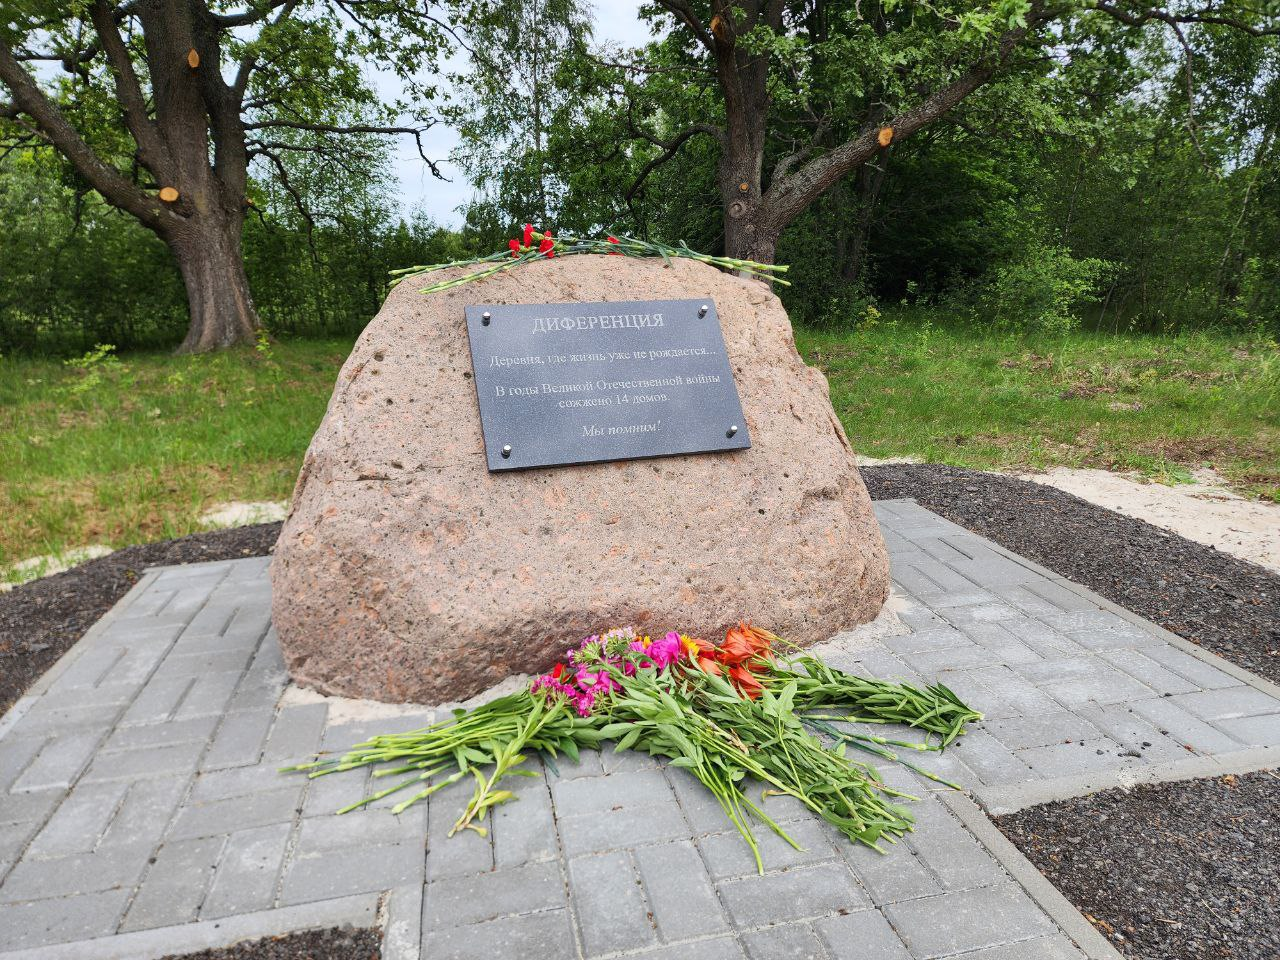 ДИФЕРЕНЦИЯ
Деревня, где жизнь уже не рождается...
В годы Великой Отечественной войны
сожжено 14 домов.
Мы помним!